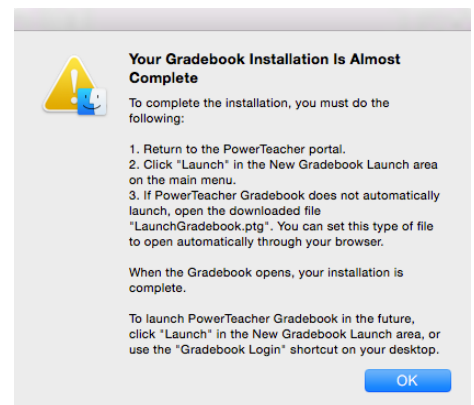 Your Gradebook Installation Is Almost
Complete
To complete the installation, you must do the
following:
1. Return to the PowerTeacher portal.
2. Click "Launch" in the New Gradebook Launch area
on the main menu.
3. If PowerTeacher Gradebook does not automatically
launch, open the downloaded file
"LaunchGradebook.ptg". You can set this type of file
to open automatically through your browser.
When the Gradebook opens, your installation is
complete.
To launch PowerTeacher Gradebook in the future,
click "Launch" in the New Gradebook Launch area, or
use the "Gradebook Login" shortcut on your desktop.
OK